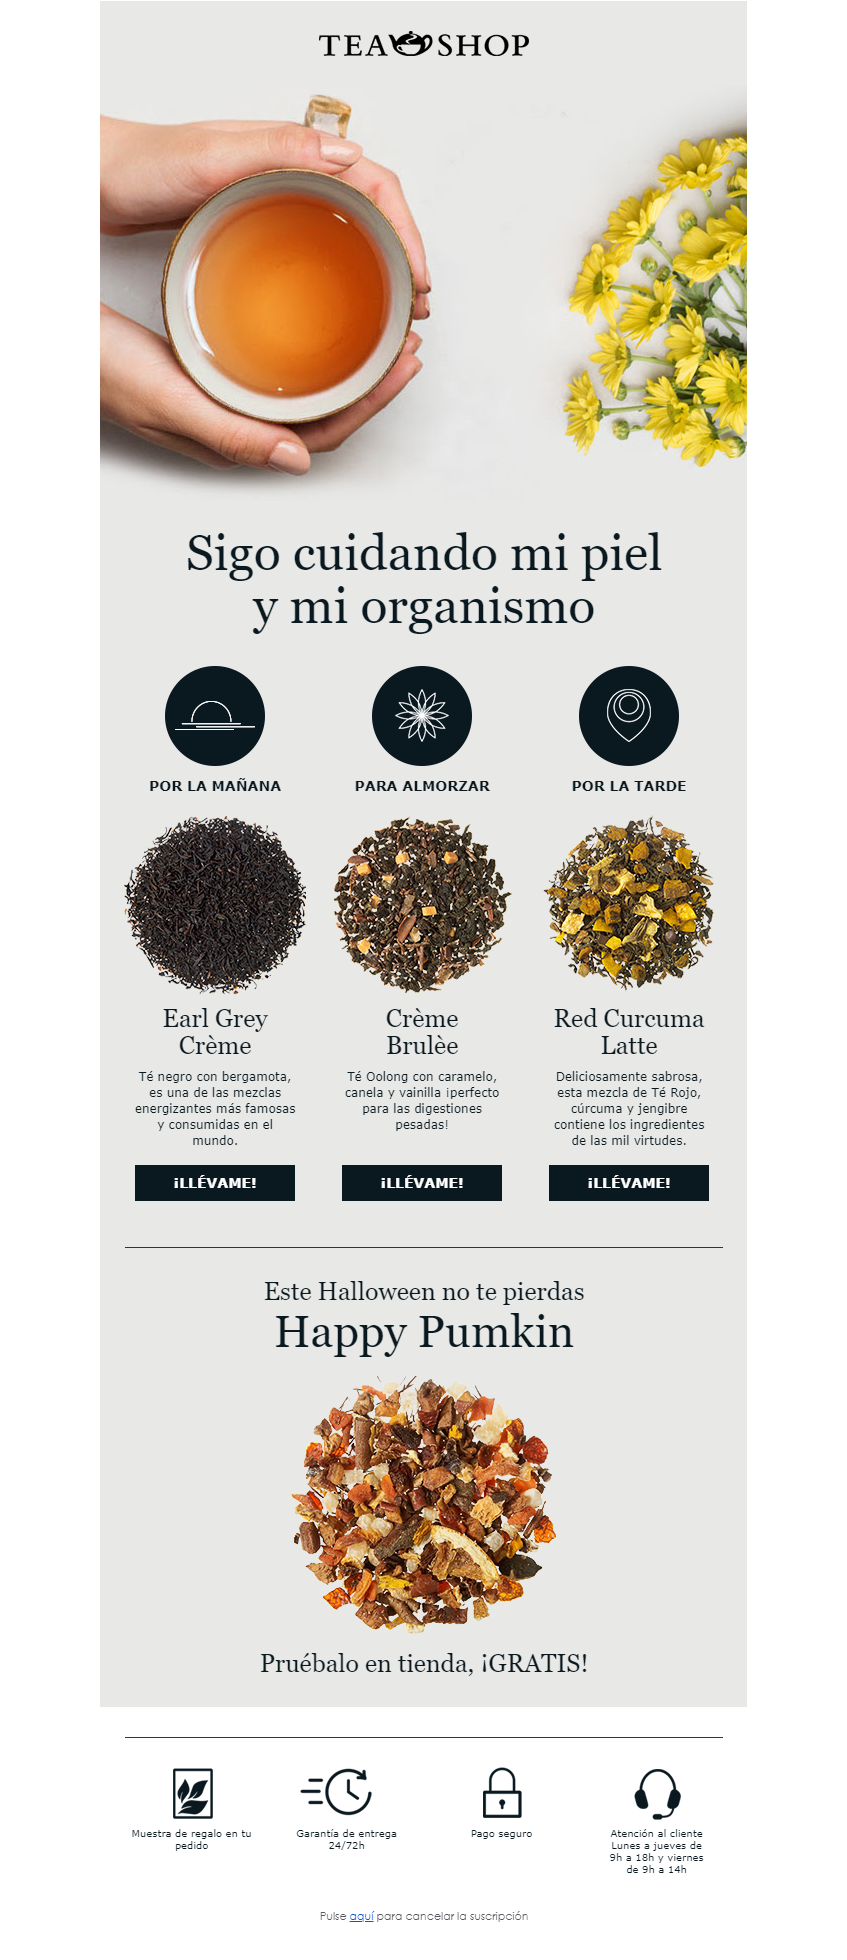 TEA SHOP
Sigo cuidando mi piel
y mi organismo
POR LA MAÑANA
PARA ALMORZAR
POR LA TARDE
Earl Grey
Crème
Té negro con bergamota,
es una de las mezclas
energizantes más famosas
y consumidas en el
mundo.
¡LLÉVAME!
Crème
Brulèe
Té Oolong con caramelo,
canela y vainilla ¡perfecto
para las digestiones
pesadas!
¡LLÉVAME!
Red Curcuma
Latte
Deliciosamente sabrosa,
esta mezcla de Té Rojo,
cúrcuma y jengibre
contiene los ingredientes
de las mil virtudes.
¡LLÉVAME!
Este Halloween no te pierdas
Happy Pumkin
Pruébalo en tienda, ¡GRATIS!
Muestra de regalo en tu
pedido
Garantía de entrega
24/72h
Pago seguro
Atención al cliente
Lunes a jueves de
9h a 18h y viernes
de 9h a 14h
Pulse aquí para cancelar la suscripción